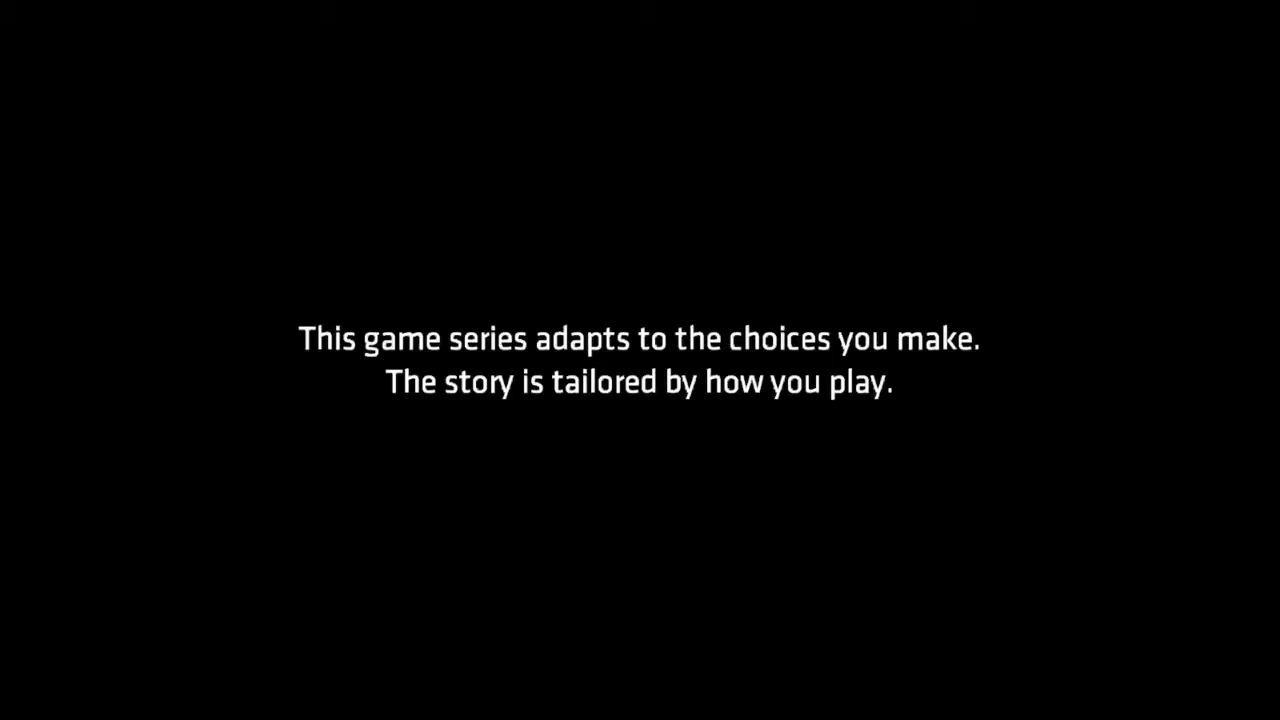 This game series adapts to the choices you make.
The story is tailored by how you play.